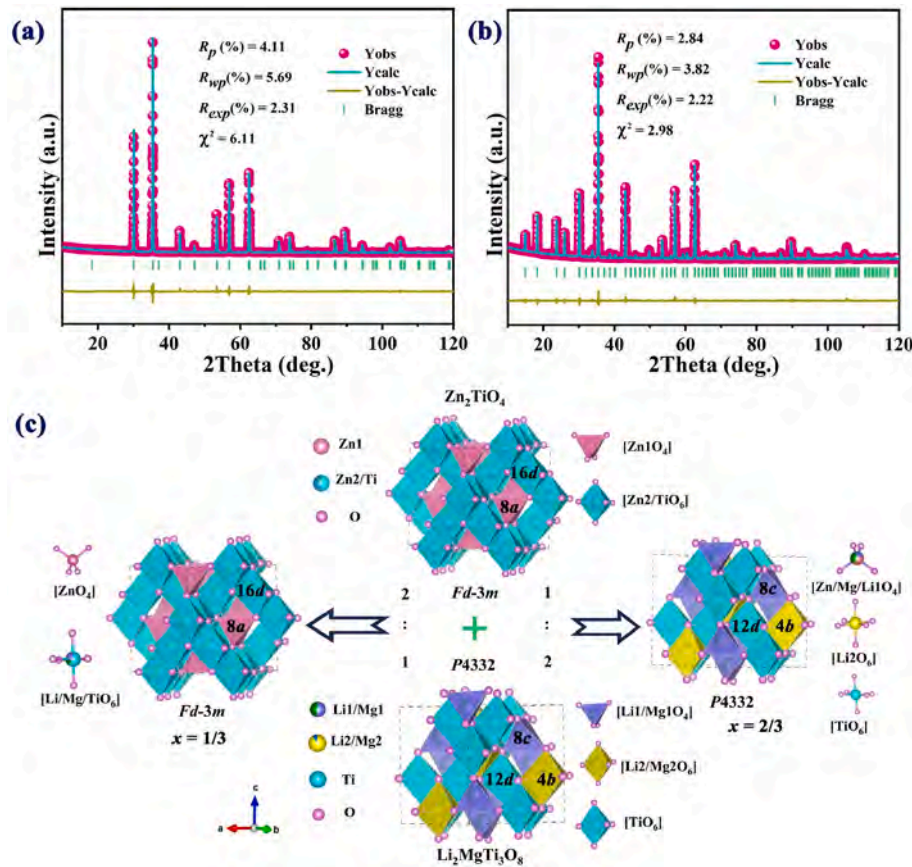 (a)
Rp (%) = 4.11
Rwp(%) = 5.69
Rexp(%) = 2.31
χ² = 6.11
Yobs
Ycalc
Yobs-Ycalc
Bragg
Intensity (a.u.)
20 40 60 80 100 120
2Theta (deg.)
(b)
Rp (%) = 2.84
Rwp(%) = 3.82
Rexp(%) = 2.22
χ² = 2.98
Yobs
Ycalc
Yobs-Ycalc
Bragg
Intensity (a.u.)
20 40 60 80 100 120
2Theta (deg.)
(c)
Zn₂TiO₄
Zn1
Zn2/Ti
O
16d
8a
[Zn1O₄]
[Zn2/TiO₆]
Fd-3m
[ZnO₄]
[Li/Mg/TiO₆]
16d
8a
Fd-3m
x = 1/3
2 : 1
+
1 : 2
P4332
8c
12d 4b
P4332
x = 2/3
[Zn/Mg/Li1O₄]
[Li2O₆]
[TiO₆]
Li1/Mg1
Li2/Mg2
Ti
O
8c
12d 4b
[Li1/Mg1O₄]
[Li2/Mg2O₆]
[TiO₆]
Li₂MgTi₃O₈
c
a
b